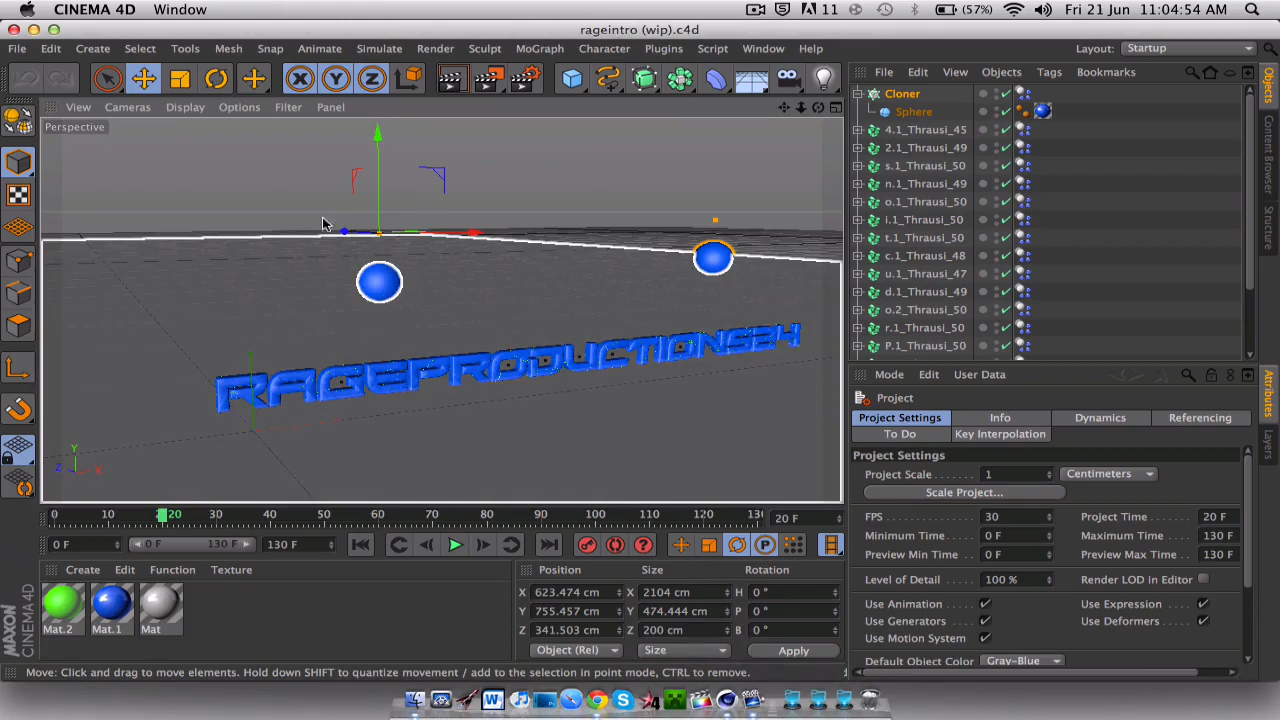 CINEMA 4D Window 11 (57%) Fri 21 Jun 11:04:54 AM
rageintro (wip).c4d
File Edit Create Select Tools Mesh Snap Animate Simulate Render Sculpt MoGraph Character Plugins Script Window Help Layout: Startup
X Y Z
File Edit View Objects Tags Bookmarks
Objects
Content Browser
Structure
View Cameras Display Options Filter Panel
Perspective
Cloner
Sphere
4.1_Thrausi_45
2.1_Thrausi_49
s.1_Thrausi_50
n.1_Thrausi_49
o.1_Thrausi_50
i.1_Thrausi_50
t.1_Thrausi_50
c.1_Thrausi_48
u.1_Thrausi_47
d.1_Thrausi_49
o.2_Thrausi_50
r.1_Thrausi_50
P.1_Thrausi_50
RAGEPRODUCTIONS24
Y
Z X
Mode Edit User Data
Attributes
Layers
Project
Project Settings Info Dynamics Referencing
To Do Key Interpolation
Project Settings
Project Scale 1 Centimeters
Scale Project...
FPS 30 Project Time 20 F
Minimum Time 0 F Maximum Time 130 F
Preview Min Time 0 F Preview Max Time 130 F
Level of Detail 100 % Render LOD in Editor
Use Animation Use Expression
Use Generators Use Deformers
Use Motion System
Default Object Color Gray-Blue
0 10 20 30 40 50 60 70 80 90 100 110 120 13 20 F
0 F 0 F 130 F 130 F
P
Create Edit Function Texture
Mat.2 Mat.1 Mat
Position Size Rotation
X 623.474 cm X 2104 cm H 0 °
Y 755.457 cm Y 474.444 cm P 0 °
Z 341.503 cm Z 200 cm B 0 °
Object (Rel) Size Apply
MAXON
CINEMA 4D
Move: Click and drag to move elements. Hold down SHIFT to quantize movement / add to the selection in point mode, CTRL to remove.